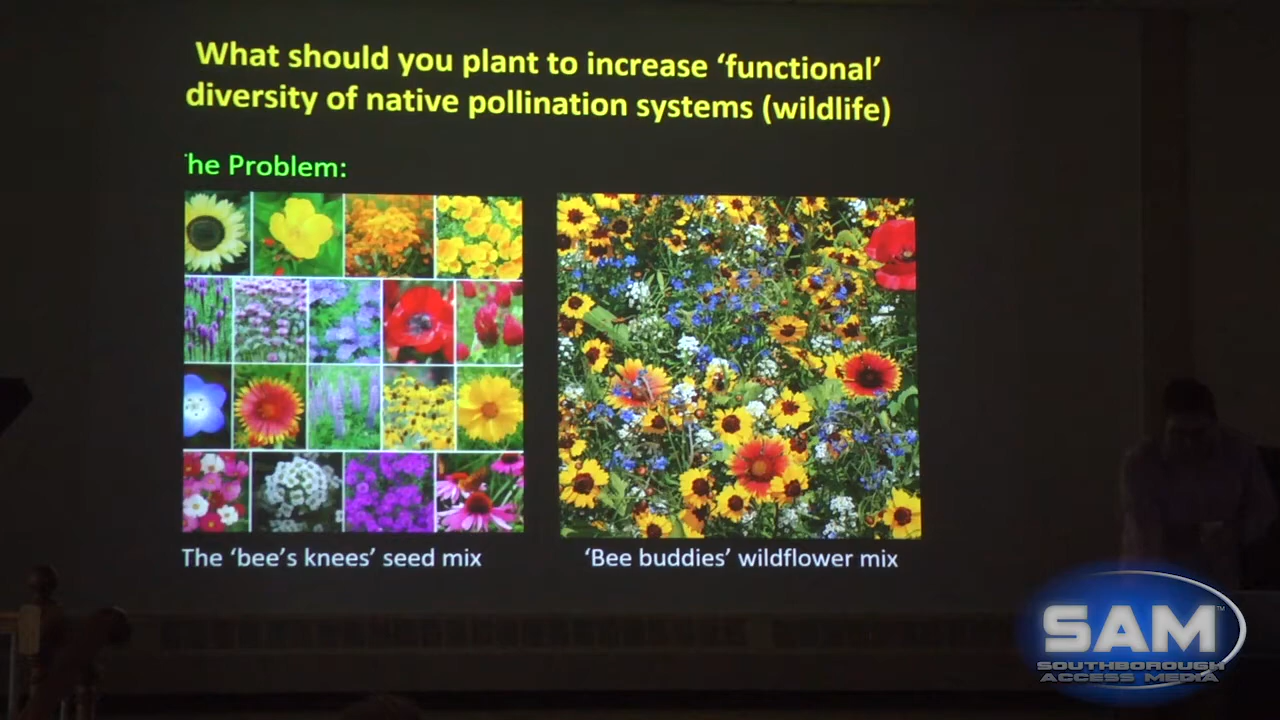 What should you plant to increase ‘functional’
diversity of native pollination systems (wildlife)
he Problem:
The ‘bee’s knees’ seed mix
‘Bee buddies’ wildflower mix
SAM™
SOUTHBOROUGH
ACCESS MEDIA